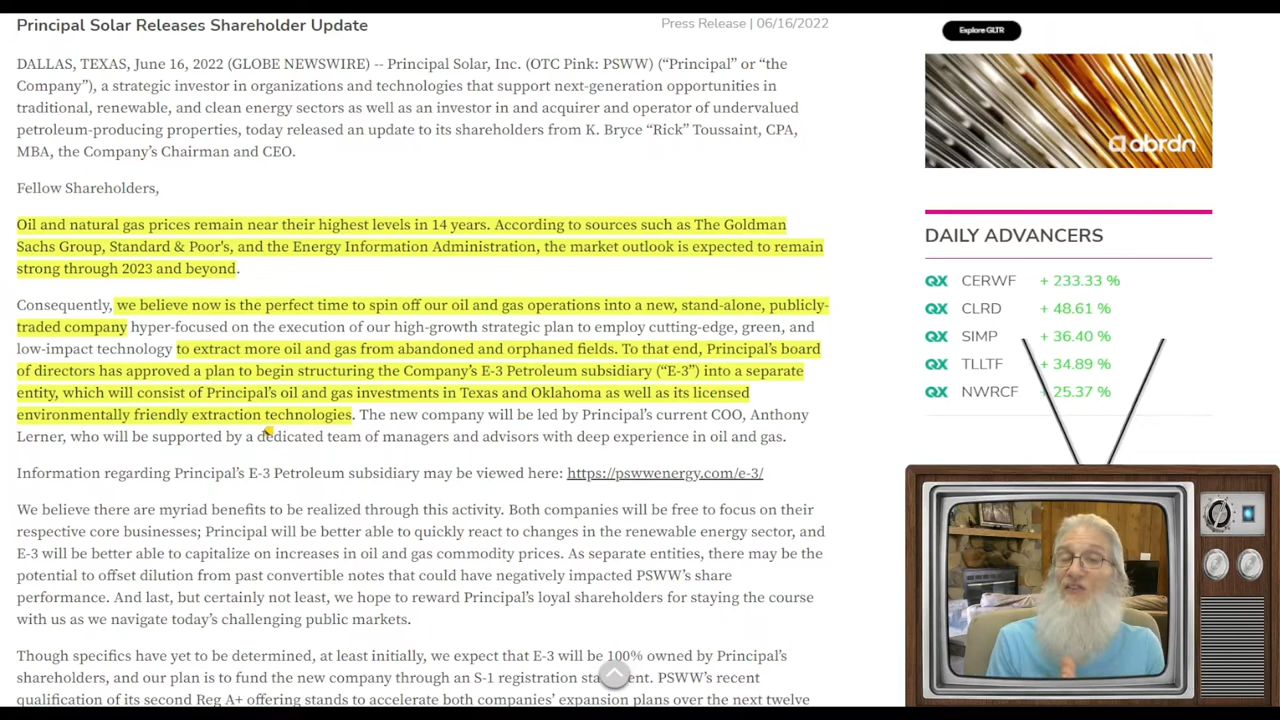 Principal Solar Releases Shareholder Update
Press Release | 06/16/2022
DALLAS, TEXAS, June 16, 2022 (GLOBE NEWSWIRE) -- Principal Solar, Inc. (OTC Pink: PSWW) (“Principal” or “the
Company”), a strategic investor in organizations and technologies that support next-generation opportunities in
traditional, renewable, and clean energy sectors as well as an investor in and acquirer and operator of undervalued
petroleum-producing properties, today released an update to its shareholders from K. Bryce “Rick” Toussaint, CPA,
MBA, the Company’s Chairman and CEO.
Fellow Shareholders,
Oil and natural gas prices remain near their highest levels in 14 years. According to sources such as The Goldman
Sachs Group, Standard & Poor's, and the Energy Information Administration, the market outlook is expected to remain
strong through 2023 and beyond.
Consequently, we believe now is the perfect time to spin off our oil and gas operations into a new, stand-alone, publicly-
traded company hyper-focused on the execution of our high-growth strategic plan to employ cutting-edge, green, and
low-impact technology to extract more oil and gas from abandoned and orphaned fields. To that end, Principal’s board
of directors has approved a plan to begin structuring the Company’s E-3 Petroleum subsidiary (“E-3”) into a separate
entity, which will consist of Principal’s oil and gas investments in Texas and Oklahoma as well as its licensed
environmentally friendly extraction technologies. The new company will be led by Principal’s current COO, Anthony
Lerner, who will be supported by a dedicated team of managers and advisors with deep experience in oil and gas.
Information regarding Principal’s E-3 Petroleum subsidiary may be viewed here: https://pswwenergy.com/e-3/
We believe there are myriad benefits to be realized through this activity. Both companies will be free to focus on their
respective core businesses; Principal will be better able to quickly react to changes in the renewable energy sector, and
E-3 will be better able to capitalize on increases in oil and gas commodity prices. As separate entities, there may be the
potential to offset dilution from past convertible notes that could have negatively impacted PSWW’s share
performance. And last, but certainly not least, we hope to reward Principal’s loyal shareholders for staying the course
with us as we navigate today’s challenging public markets.
Though specifics have yet to be determined, at least initially, we expect that E-3 will be 100% owned by Principal’s
shareholders, and our plan is to fund the new company through an S-1 registration. PSWW’s recent
qualification of its second Reg A+ offering stands to accelerate both companies’ expansion plans over the next twelve
Explore GLTR
abrdn
DAILY ADVANCERS
QX CERWF + 233.33 %
QX CLRD + 48.61 %
QX SIMP + 36.40 %
QX TLLTF + 34.89 %
QX NWRCF + 25.37 %